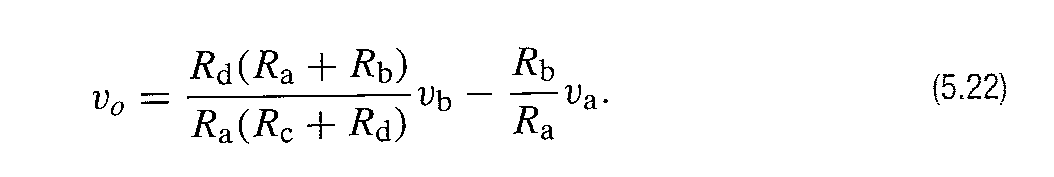 v_o = \frac{R_d(R_a + R_b)}{R_a(R_c + R_d)} v_b - \frac{R_b}{R_a} v_a. (5.22)